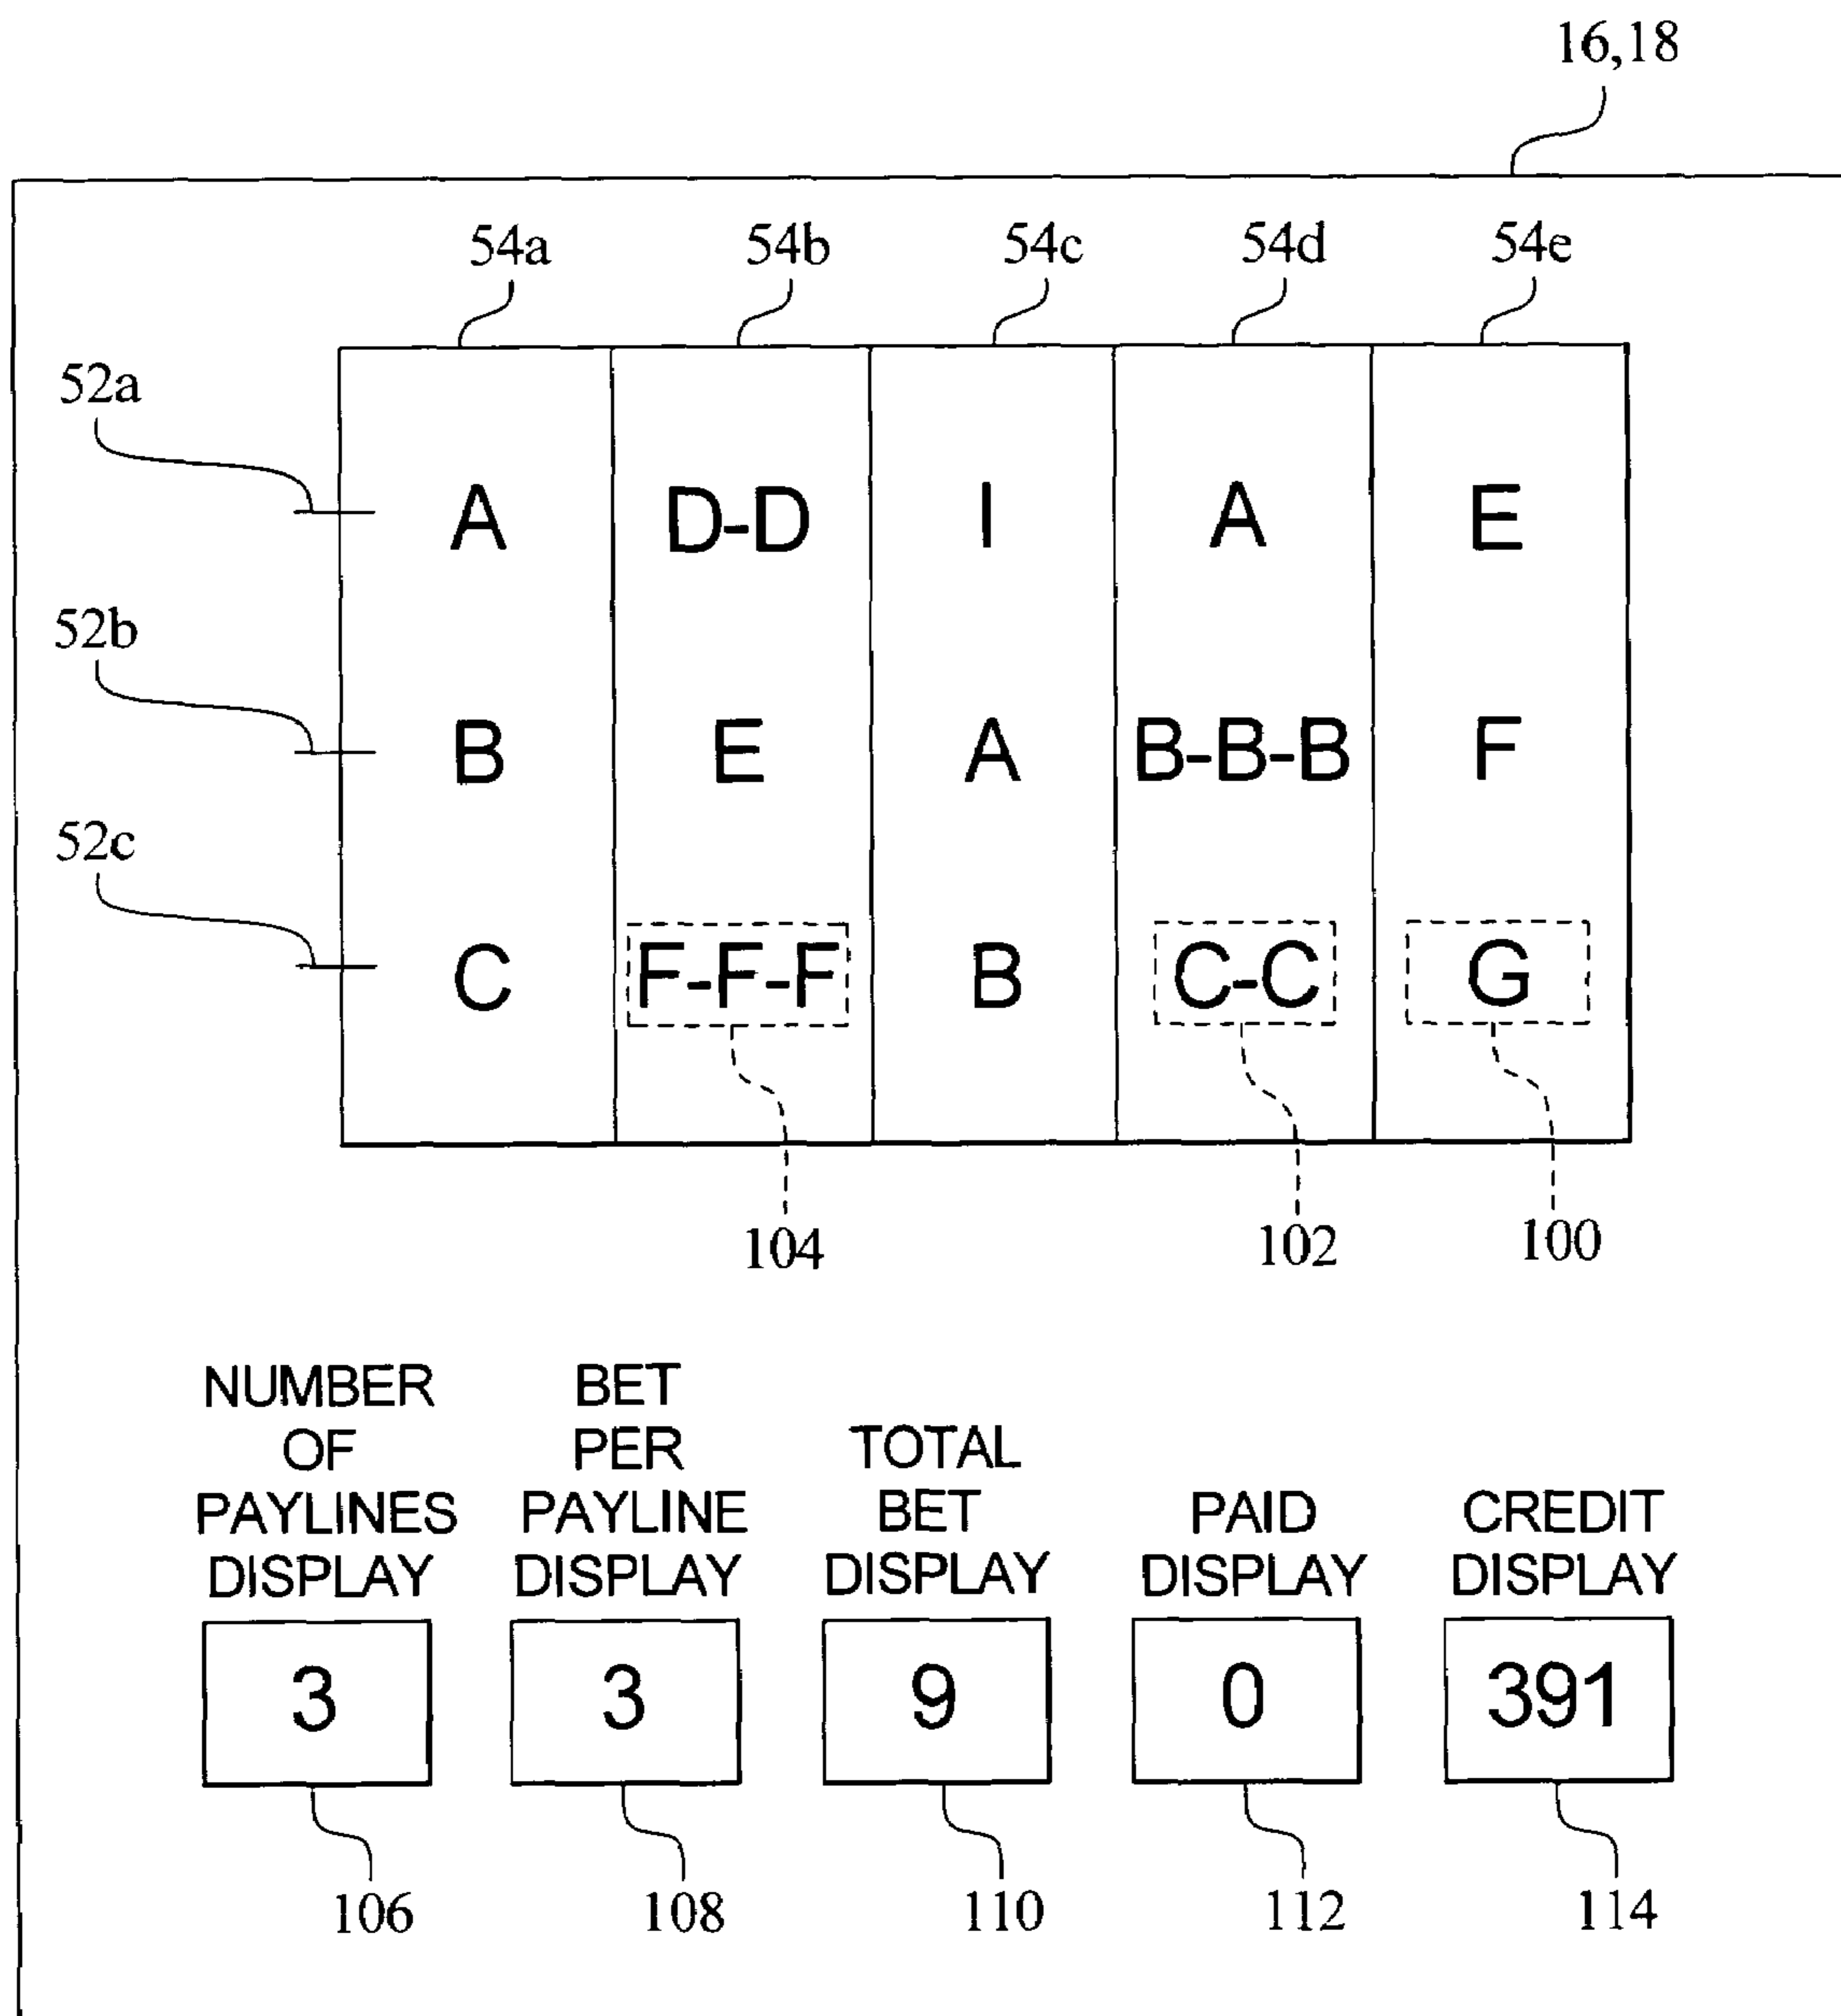 16,18
54a 54b 54c 54d 54e
52a
A D-D I A E
52b
B E A B-B-B F
52c
C F-F-F B C-C G
104 102 100
NUMBER
OF
PAYLINES
DISPLAY
BET
PER
PAYLINE
DISPLAY
TOTAL
BET
DISPLAY
PAID
DISPLAY
CREDIT
DISPLAY
3 3 9 0 391
106 108 110 112 114